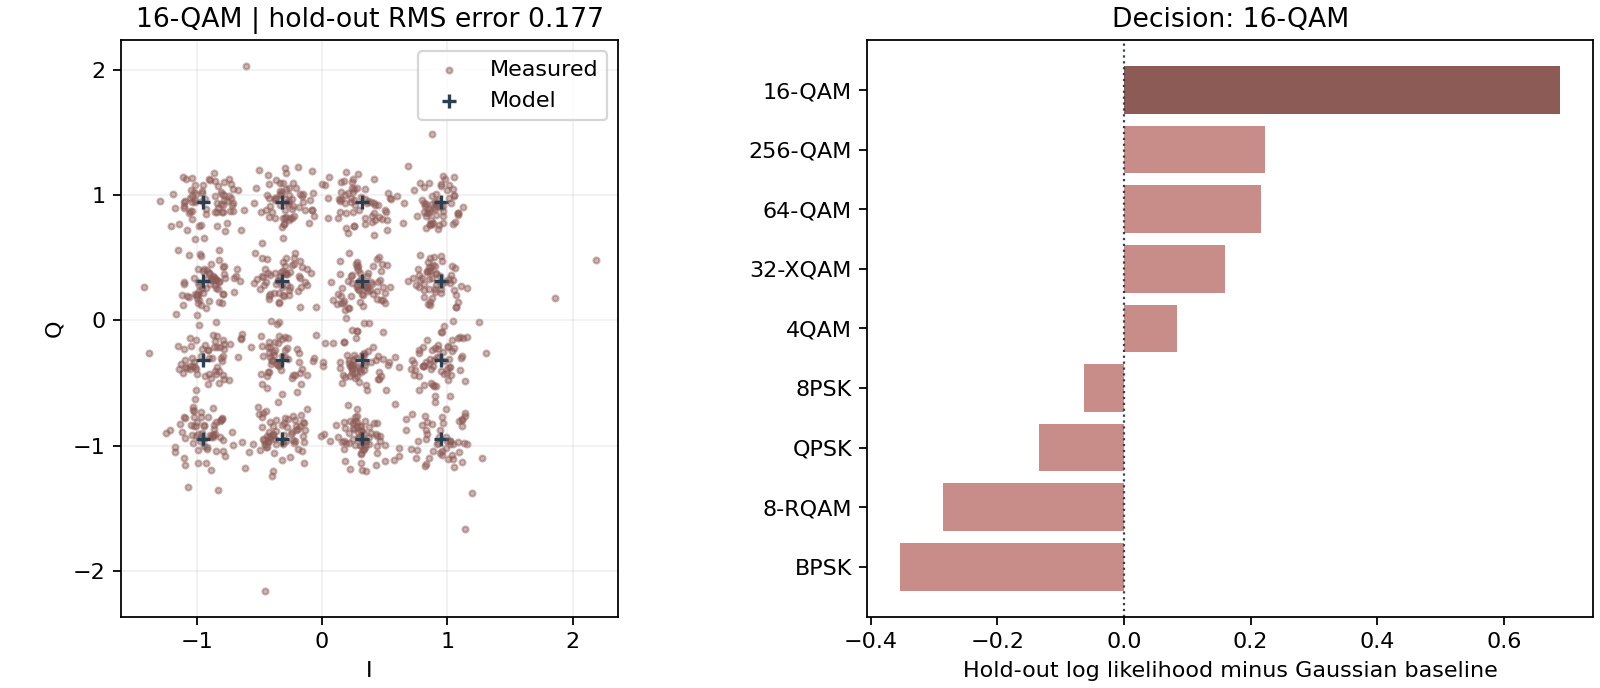 16-QAM | hold-out RMS error 0.177
Measured
Model
2
1
0
−1
−2
Q
−1
0
1
2
I
Decision: 16-QAM
16-QAM
256-QAM
64-QAM
32-XQAM
4QAM
8PSK
QPSK
8-RQAM
BPSK
−0.4
−0.2
0.0
0.2
0.4
0.6
Hold-out log likelihood minus Gaussian baseline